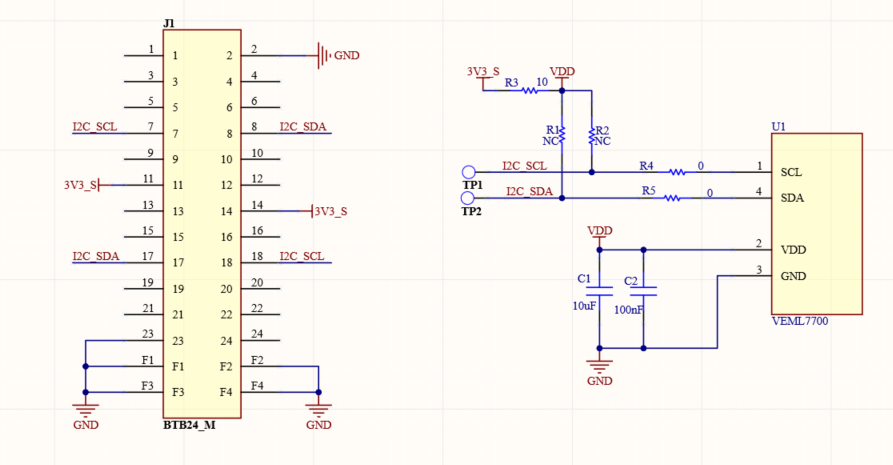 J1
1 1 2 2 GND
3 3 4 4
5 5 6 6
I2C_SCL 7 7 8 8 I2C_SDA
9 9 10 10
3V3_S 11 11 12 12
13 13 14 14 3V3_S
15 15 16 16
I2C_SDA 17 17 18 18 I2C_SCL
19 19 20 20
21 21 22 22
23 23 24 24
F1 F1 F2 F2
F3 F3 F4 F4
GND GND
BTB24_M
3V3_S R3 10 VDD
R1 R2
NC NC
U1
TP1 I2C_SCL R4 0 1 SCL
TP2 I2C_SDA R5 0 4 SDA
VDD 2 VDD
3 GND
C1 C2
10uF 100nF
VEML7700
GND